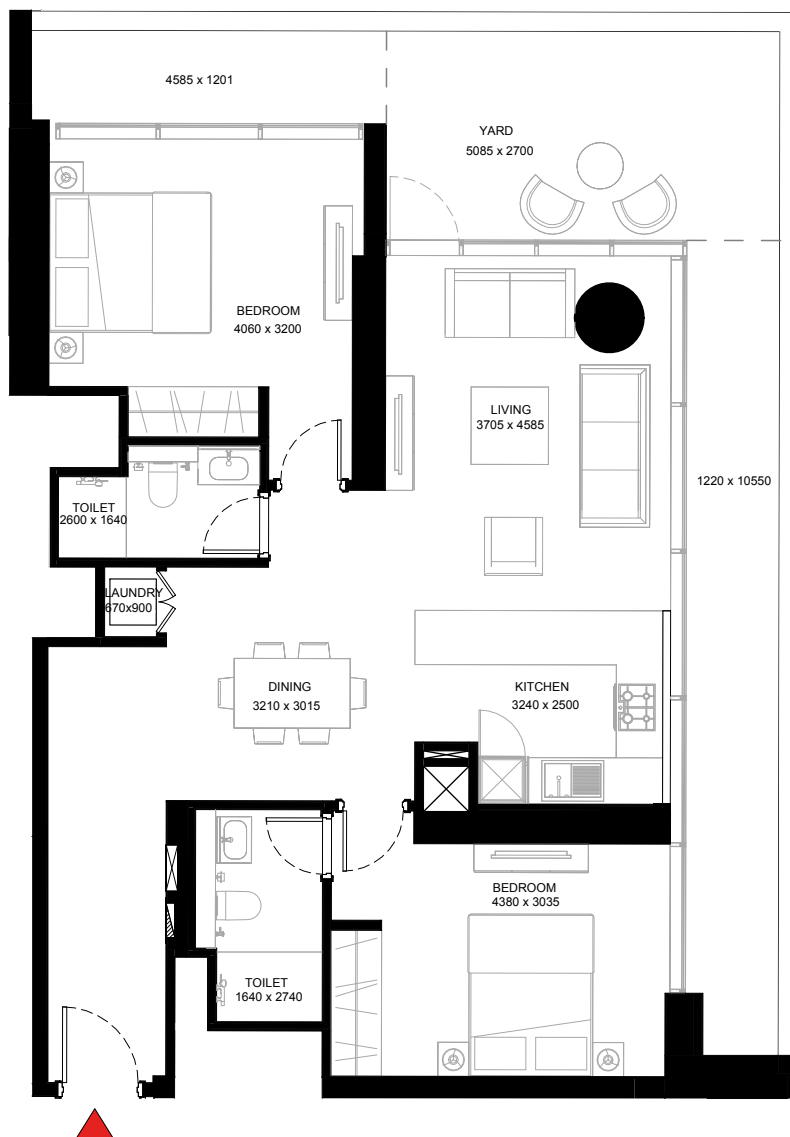 4585 x 1201
YARD
5085 x 2700
BEDROOM
4060 x 3200
LIVING
3705 x 4585
1220 x 10550
TOILET
2600 x 1640
LAUNDRY
670x900
DINING
3210 x 3015
KITCHEN
3240 x 2500
BEDROOM
4380 x 3035
TOILET
1640 x 2740